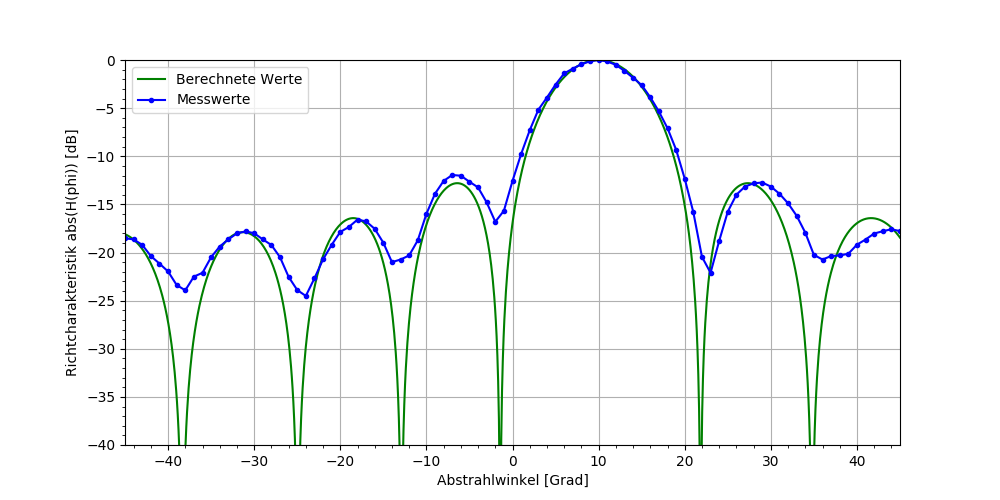 Berechnete Werte
Messwerte
Richtcharakteristik abs(H(phi)) [dB]
0
−5
−10
−15
−20
−25
−30
−35
−40
−40 −30 −20 −10 0 10 20 30 40
Abstrahlwinkel [Grad]